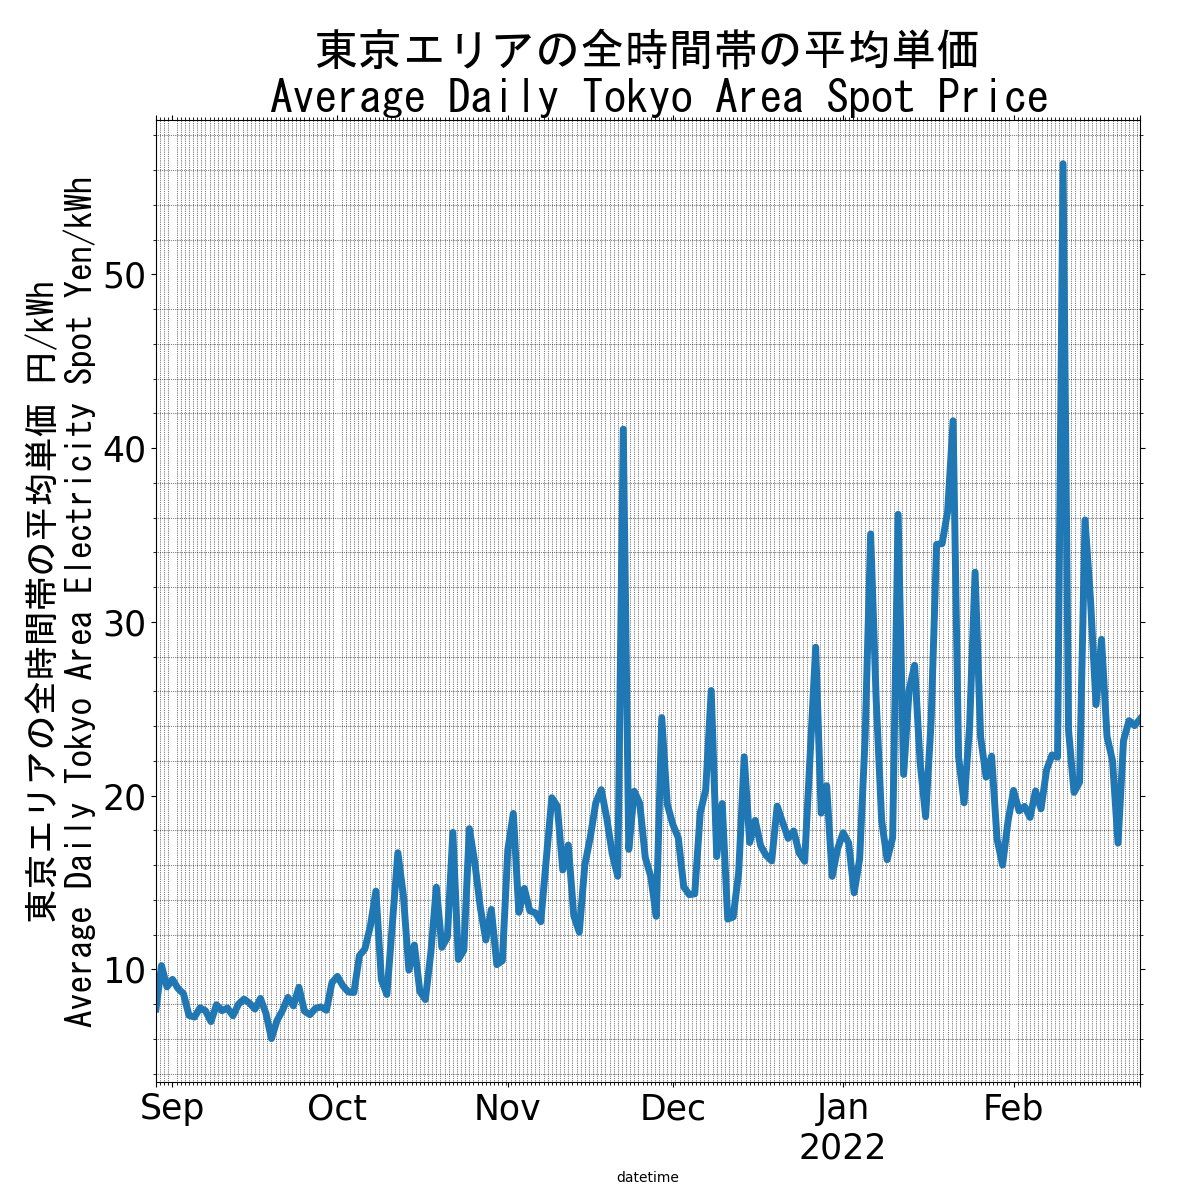 東京エリアの全時間帯の平均単価
Average Daily Tokyo Area Spot Price
東京エリアの全時間帯の平均単価 円/kWh
Average Daily Tokyo Area Electricity Spot Yen/kWh
50
40
30
20
10
Sep Oct Nov Dec Jan Feb
2022
datetime